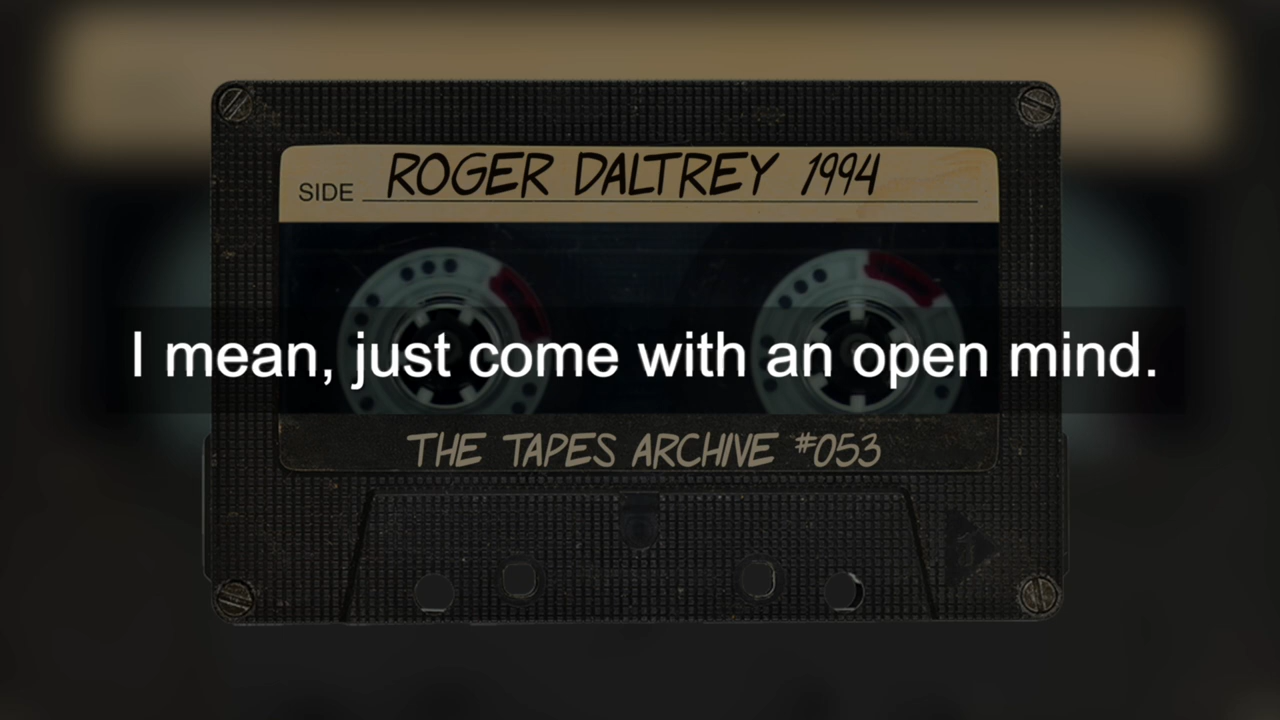 SIDE ROGER DALTREY 1994
I mean, just come with an open mind.
THE TAPES ARCHIVE #053